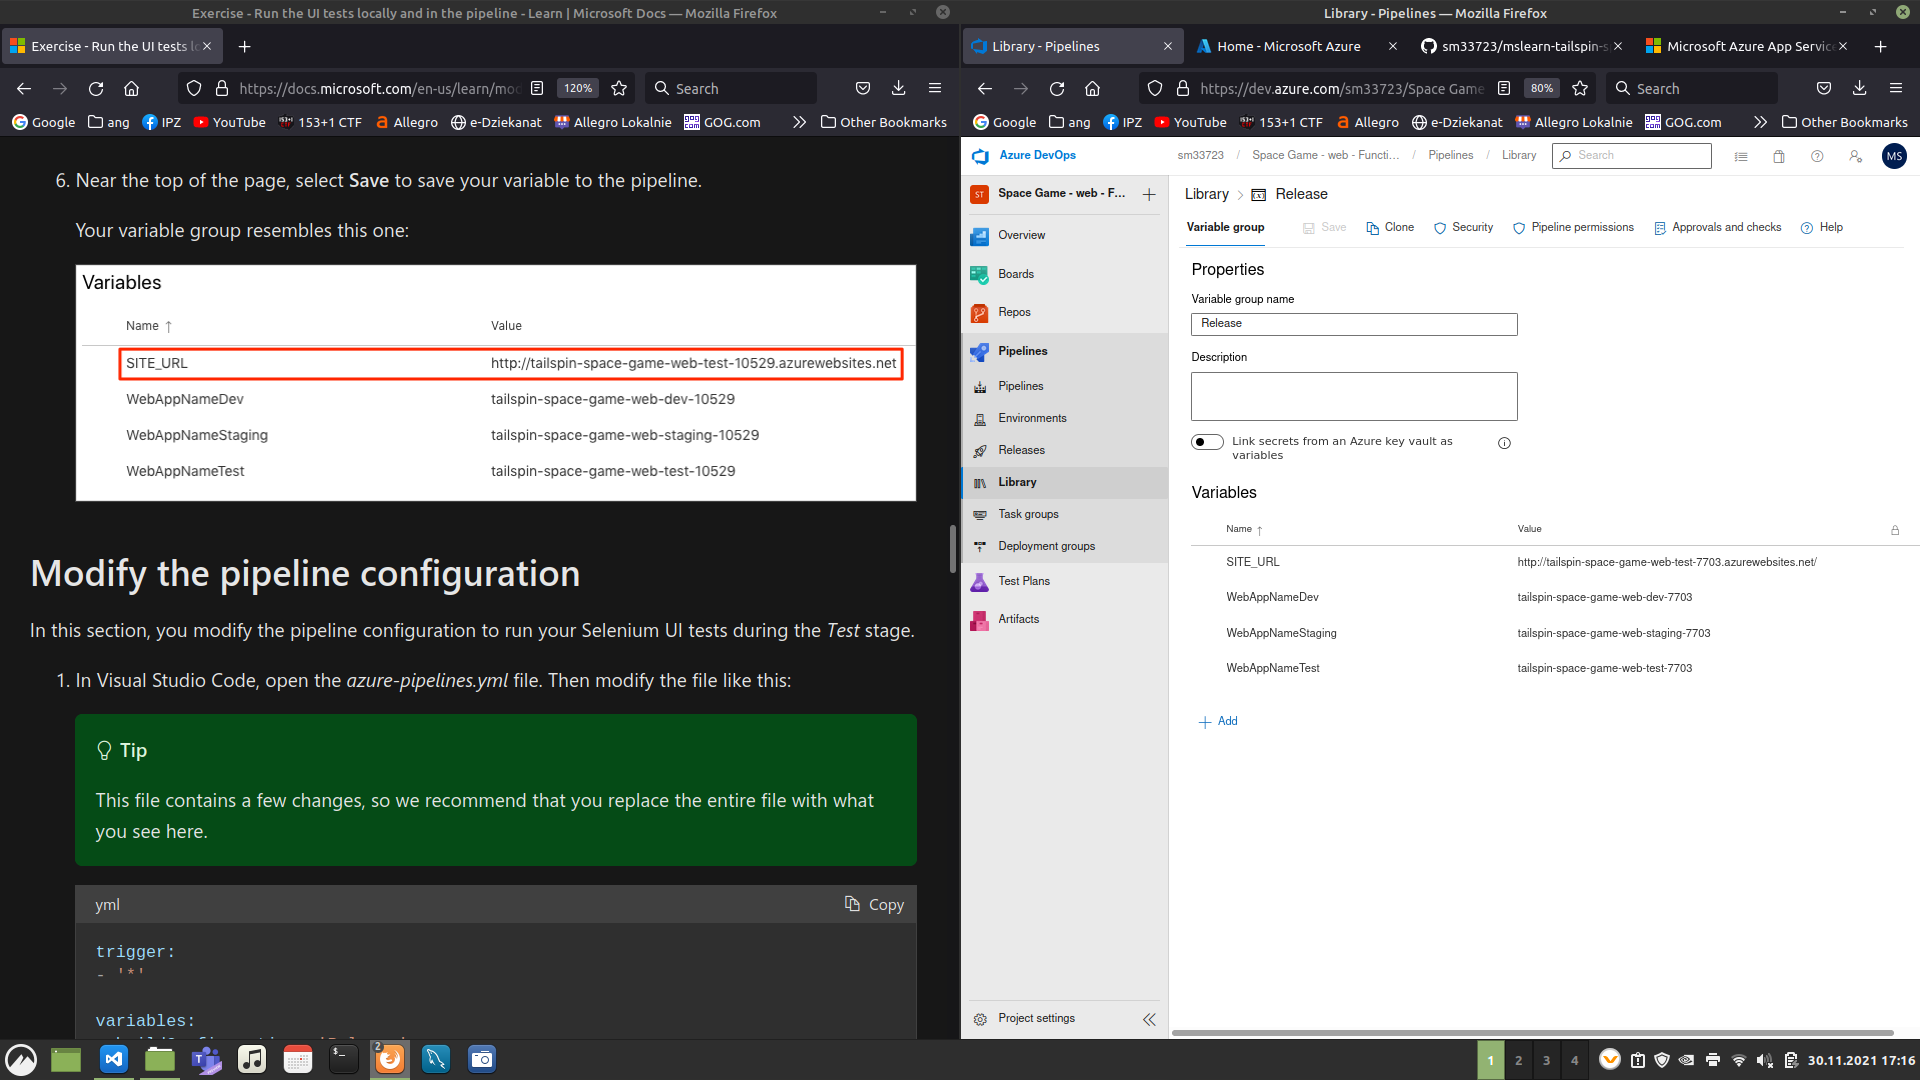 Exercise - Run the UI tests locally and in the pipeline - Learn | Microsoft Docs — Mozilla Firefox
Exercise - Run the UI tests lo
https://docs.microsoft.com/en-us/learn/mod
120%
Search
Google
ang
IPZ
YouTube
153+1 CTF
Allegro
e-Dziekanat
Allegro Lokalnie
GOG.com
Other Bookmarks
6. Near the top of the page, select Save to save your variable to the pipeline.
Your variable group resembles this one:
Variables
Name ↑ Value
SITE_URL http://tailspin-space-game-web-test-10529.azurewebsites.net
WebAppNameDev tailspin-space-game-web-dev-10529
WebAppNameStaging tailspin-space-game-web-staging-10529
WebAppNameTest tailspin-space-game-web-test-10529
Modify the pipeline configuration
In this section, you modify the pipeline configuration to run your Selenium UI tests during the Test stage.
1. In Visual Studio Code, open the azure-pipelines.yml file. Then modify the file like this:
Tip
This file contains a few changes, so we recommend that you replace the entire file with what
you see here.
yml
Copy
trigger:
- '*'
variables:
Library - Pipelines — Mozilla Firefox
Library - Pipelines
Home - Microsoft Azure
sm33723/mslearn-tailspin-s
Microsoft Azure App Service
https://dev.azure.com/sm33723/Space Game
80%
Search
Google
ang
IPZ
YouTube
153+1 CTF
Allegro
e-Dziekanat
Allegro Lokalnie
GOG.com
Other Bookmarks
Azure DevOps
sm33723 / Space Game - web - Functi... / Pipelines / Library
Search
MS
ST Space Game - web - F...
Overview
Boards
Repos
Pipelines
Pipelines
Environments
Releases
Library
Task groups
Deployment groups
Test Plans
Artifacts
Project settings
Library > Release
Variable group
Save
Clone
Security
Pipeline permissions
Approvals and checks
Help
Properties
Variable group name
Release
Description
Link secrets from an Azure key vault as
variables
Variables
Name ↑ Value
SITE_URL http://tailspin-space-game-web-test-7703.azurewebsites.net/
WebAppNameDev tailspin-space-game-web-dev-7703
WebAppNameStaging tailspin-space-game-web-staging-7703
WebAppNameTest tailspin-space-game-web-test-7703
Add
2
1 2 3 4
30.11.2021 17:16